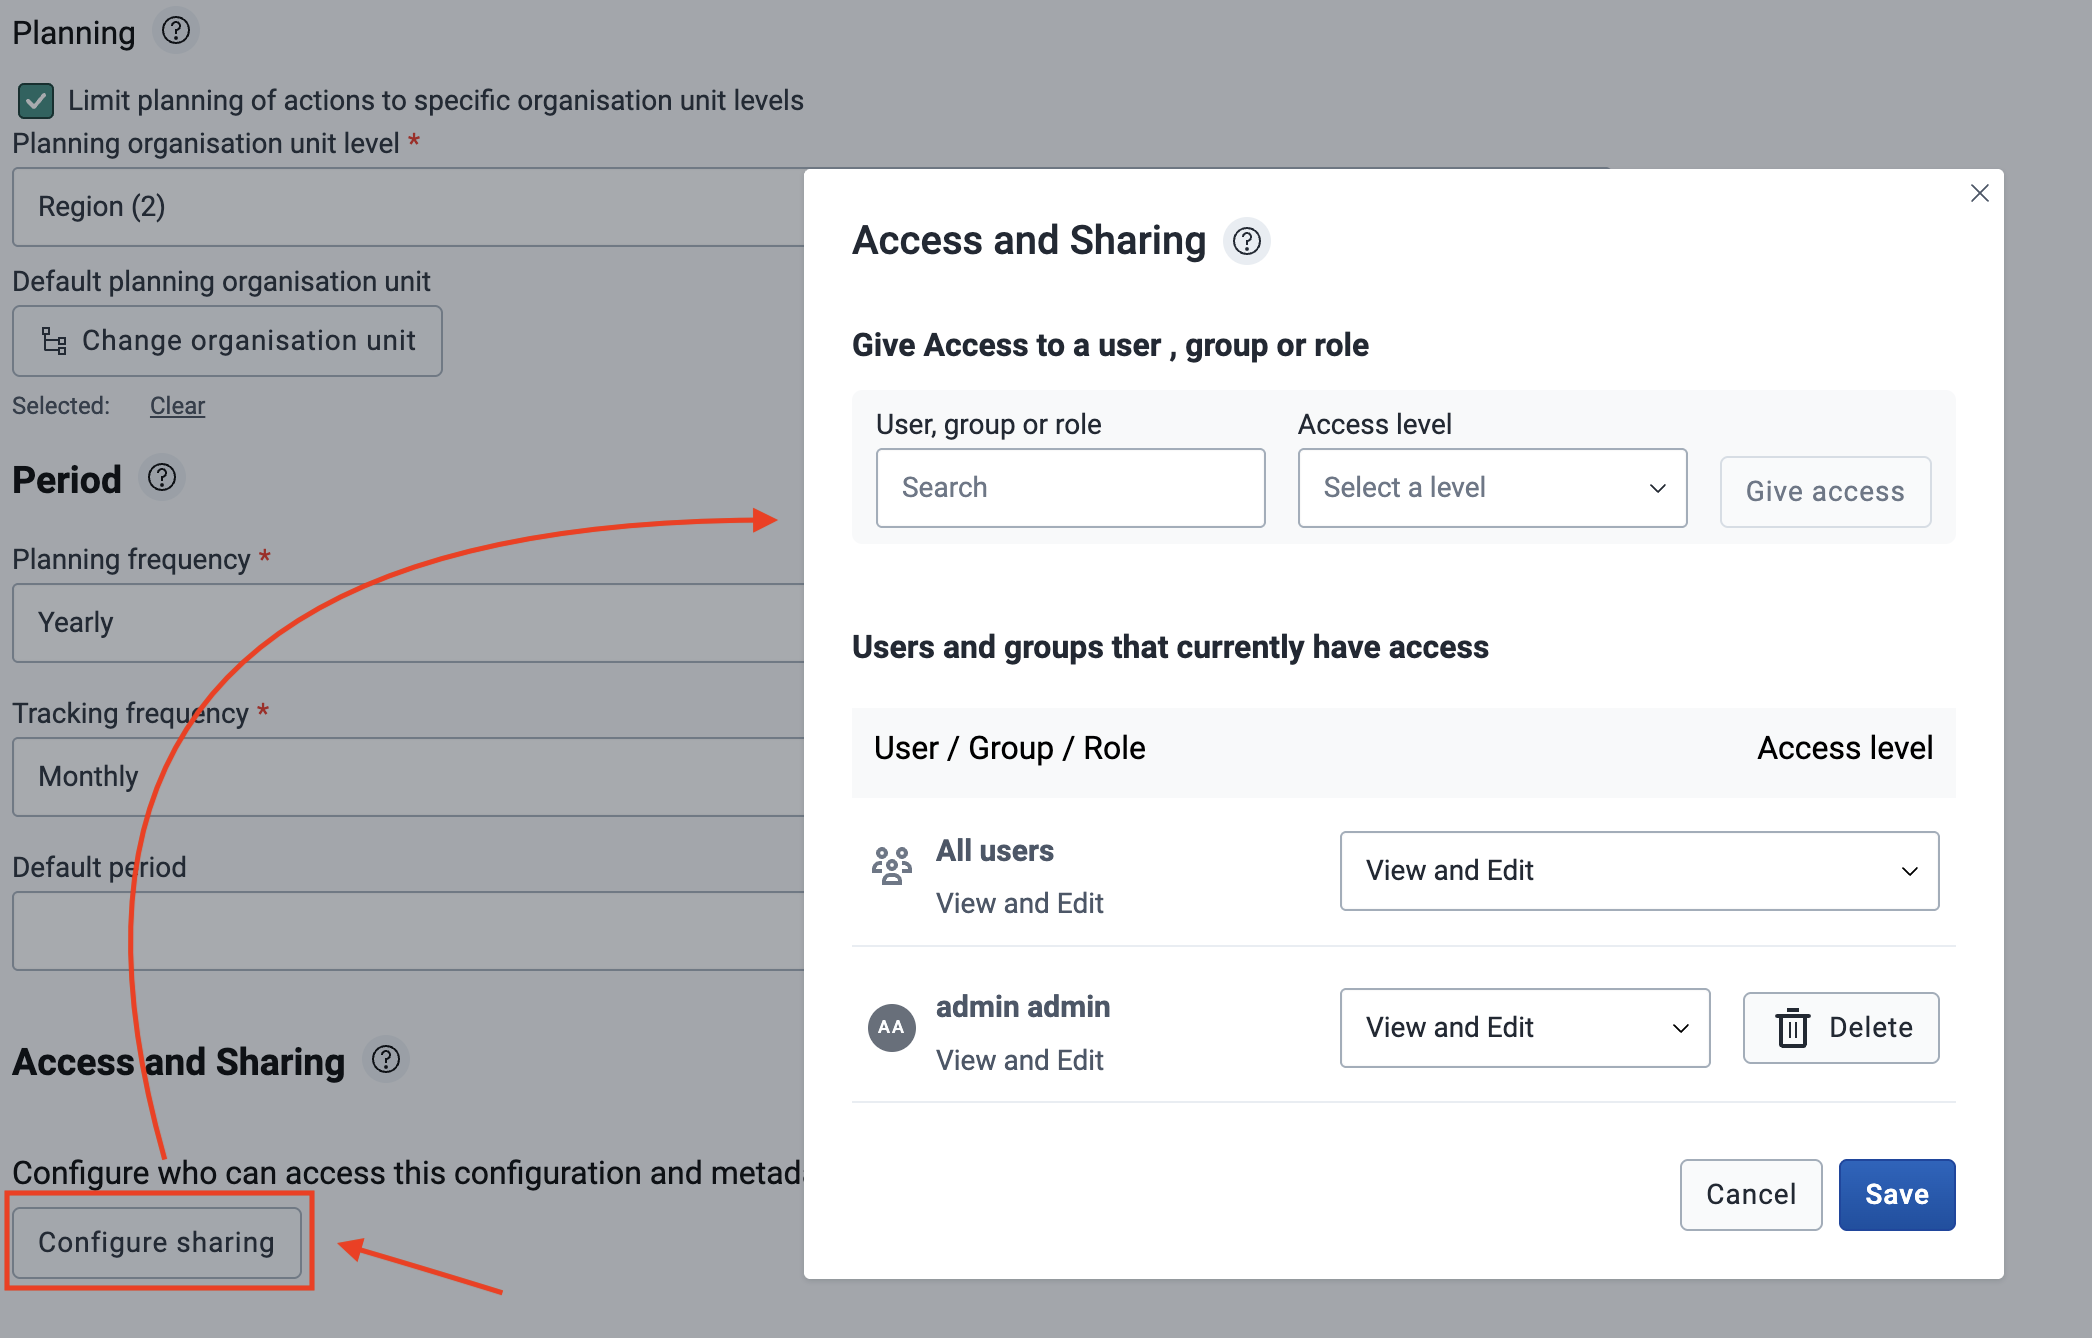 Planning
Limit planning of actions to specific organisation unit levels
Planning organisation unit level *
Region (2)
Default planning organisation unit
Change organisation unit
Selected: Clear
Period
Planning frequency *
Yearly
Tracking frequency *
Monthly
Default period
Access and Sharing
Configure who can access this configuration and
Configure sharing
Access and Sharing
Give Access to a user , group or role
User, group or role
Access level
Search
Select a level
Give access
Users and groups that currently have access
User / Group / Role
Access level
All users
View and Edit
View and Edit
AA
admin admin
View and Edit
View and Edit
Delete
Cancel
Save